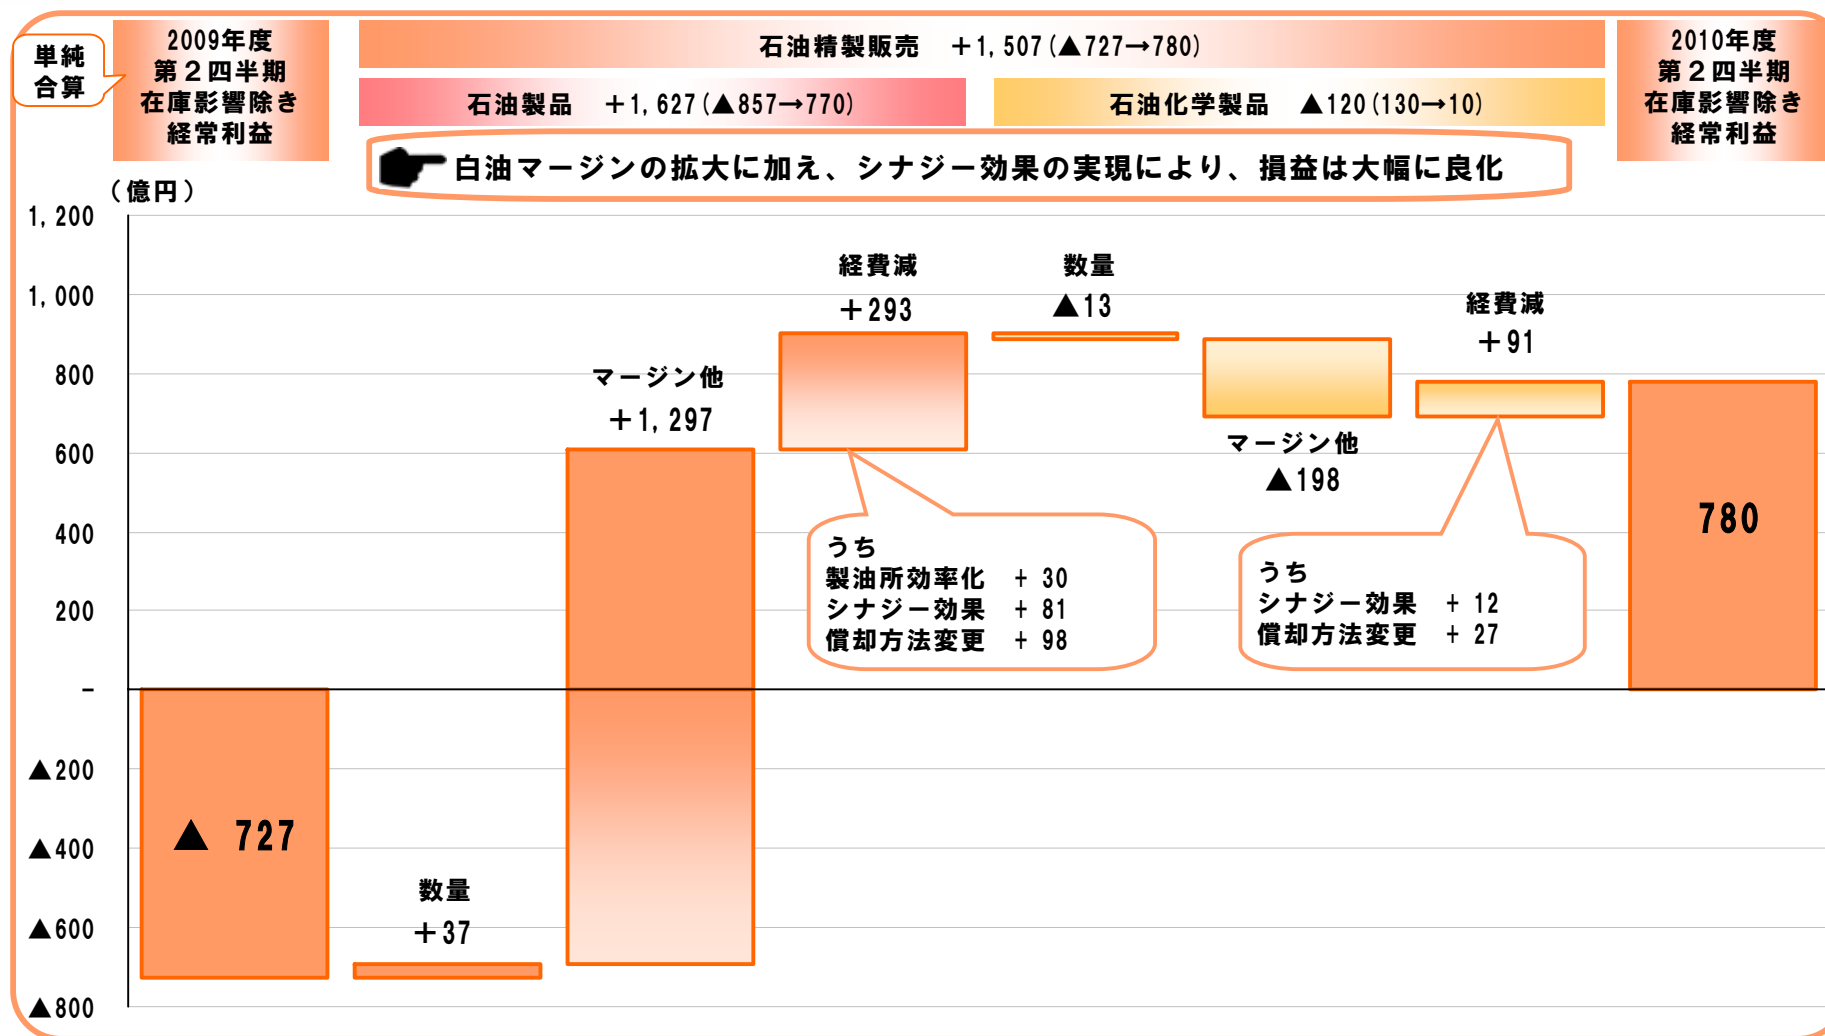 単純
合算
2009年度
第２四半期
在庫影響除き
経常利益
石油精製販売　＋1,507(▲727→780)
石油製品　＋1,627(▲857→770)
石油化学製品　▲120(130→10)
2010年度
第２四半期
在庫影響除き
経常利益
白油マージンの拡大に加え、シナジー効果の実現により、損益は大幅に良化
（億円）
1,200
1,000
800
600
400
200
−
▲200
▲400
▲600
▲800
▲ 727
数量
＋37
マージン他
＋1,297
経費減
＋293
うち
製油所効率化　+ 30
シナジー効果　+ 81
償却方法変更　+ 98
数量
▲13
マージン他
▲198
経費減
＋91
うち
シナジー効果　+ 12
償却方法変更　+ 27
780